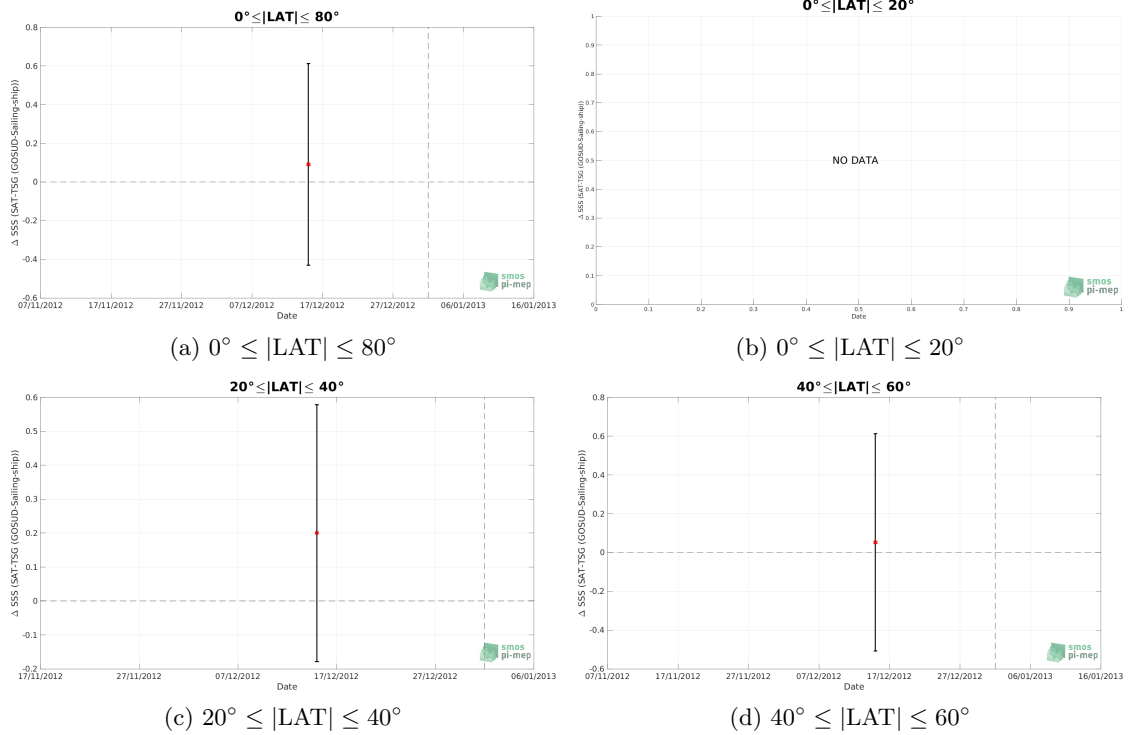 0°≤|LAT|≤ 80°
Δ SSS (SAT-TSG (GOSUD-Sailing-ship))
0.8
0.6
0.4
0.2
0
-0.2
-0.4
-0.6
07/11/2012 17/11/2012 27/11/2012 07/12/2012 17/12/2012 27/12/2012 06/01/2013 16/01/2013
Date
smos
pi-mep
(a) 0° ≤ |LAT| ≤ 80°
0°≤|LAT|≤ 20°
Δ SSS (SAT-TSG (GOSUD-Sailing-ship))
1
0.9
0.8
0.7
0.6
0.5
0.4
0.3
0.2
0.1
0
NO DATA
0 0.1 0.2 0.3 0.4 0.5 0.6 0.7 0.8 0.9 1
Date
smos
pi-mep
(b) 0° ≤ |LAT| ≤ 20°
20°≤|LAT|≤ 40°
Δ SSS (SAT-TSG (GOSUD-Sailing-ship))
0.6
0.5
0.4
0.3
0.2
0.1
0
-0.1
-0.2
17/11/2012 27/11/2012 07/12/2012 17/12/2012 27/12/2012 06/01/2013
Date
smos
pi-mep
(c) 20° ≤ |LAT| ≤ 40°
40°≤|LAT|≤ 60°
Δ SSS (SAT-TSG (GOSUD-Sailing-ship))
0.8
0.6
0.4
0.2
0
-0.2
-0.4
-0.6
07/11/2012 17/11/2012 27/11/2012 07/12/2012 17/12/2012 27/12/2012 06/01/2013 16/01/2013
Date
smos
pi-mep
(d) 40° ≤ |LAT| ≤ 60°